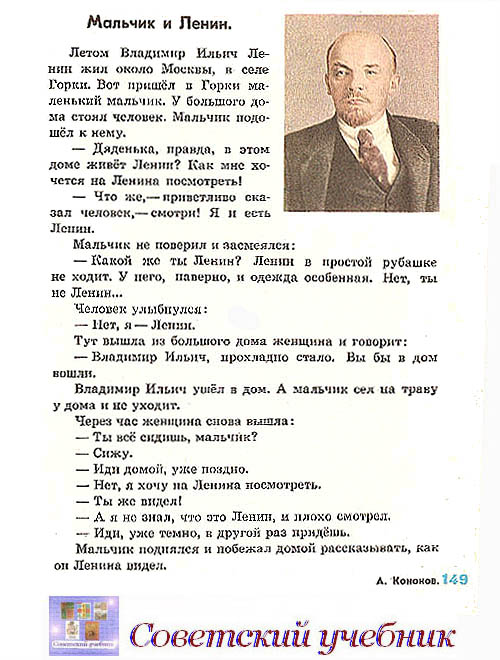 Мальчик и Ленин.
Летом Владимир Ильич Ле-
нин жил около Москвы, в селе
Горки. Вот пришёл в Горки ма-
ленький мальчик. У большого до-
ма стоял человек. Мальчик подо-
шёл к нему.
— Дяденька, правда, в этом
доме живёт Ленин? Как мне хо-
чется на Ленина посмотреть!
— Что же,— приветливо ска-
зал человек,— смотри! Я и есть
Ленин.
Мальчик не поверил и засмеялся:
— Какой же ты Ленин? Ленин в простой рубашке
не ходит. У него, наверно, и одежда особенная. Нет, ты
не Ленин...
Человек улыбнулся:
— Нет, я — Ленин.
Тут вышла из большого дома женщина и говорит:
— Владимир Ильич, прохладно стало. Вы бы в дом
вошли.
Владимир Ильич ушёл в дом. А мальчик сел на траву
у дома и не уходит.
Через час женщина снова вышла:
— Ты всё сидишь, мальчик?
— Сижу.
— Иди домой, уже поздно.
— Нет, я хочу на Ленина посмотреть.
— Ты же видел!
— А я не знал, что это Ленин, и плохо смотрел.
— Иди, уже темно, в другой раз придёшь.
Мальчик поднялся и побежал домой рассказывать, как
он Ленина видел.
А. Кононов. 149
Советский учебник
Советский учебник